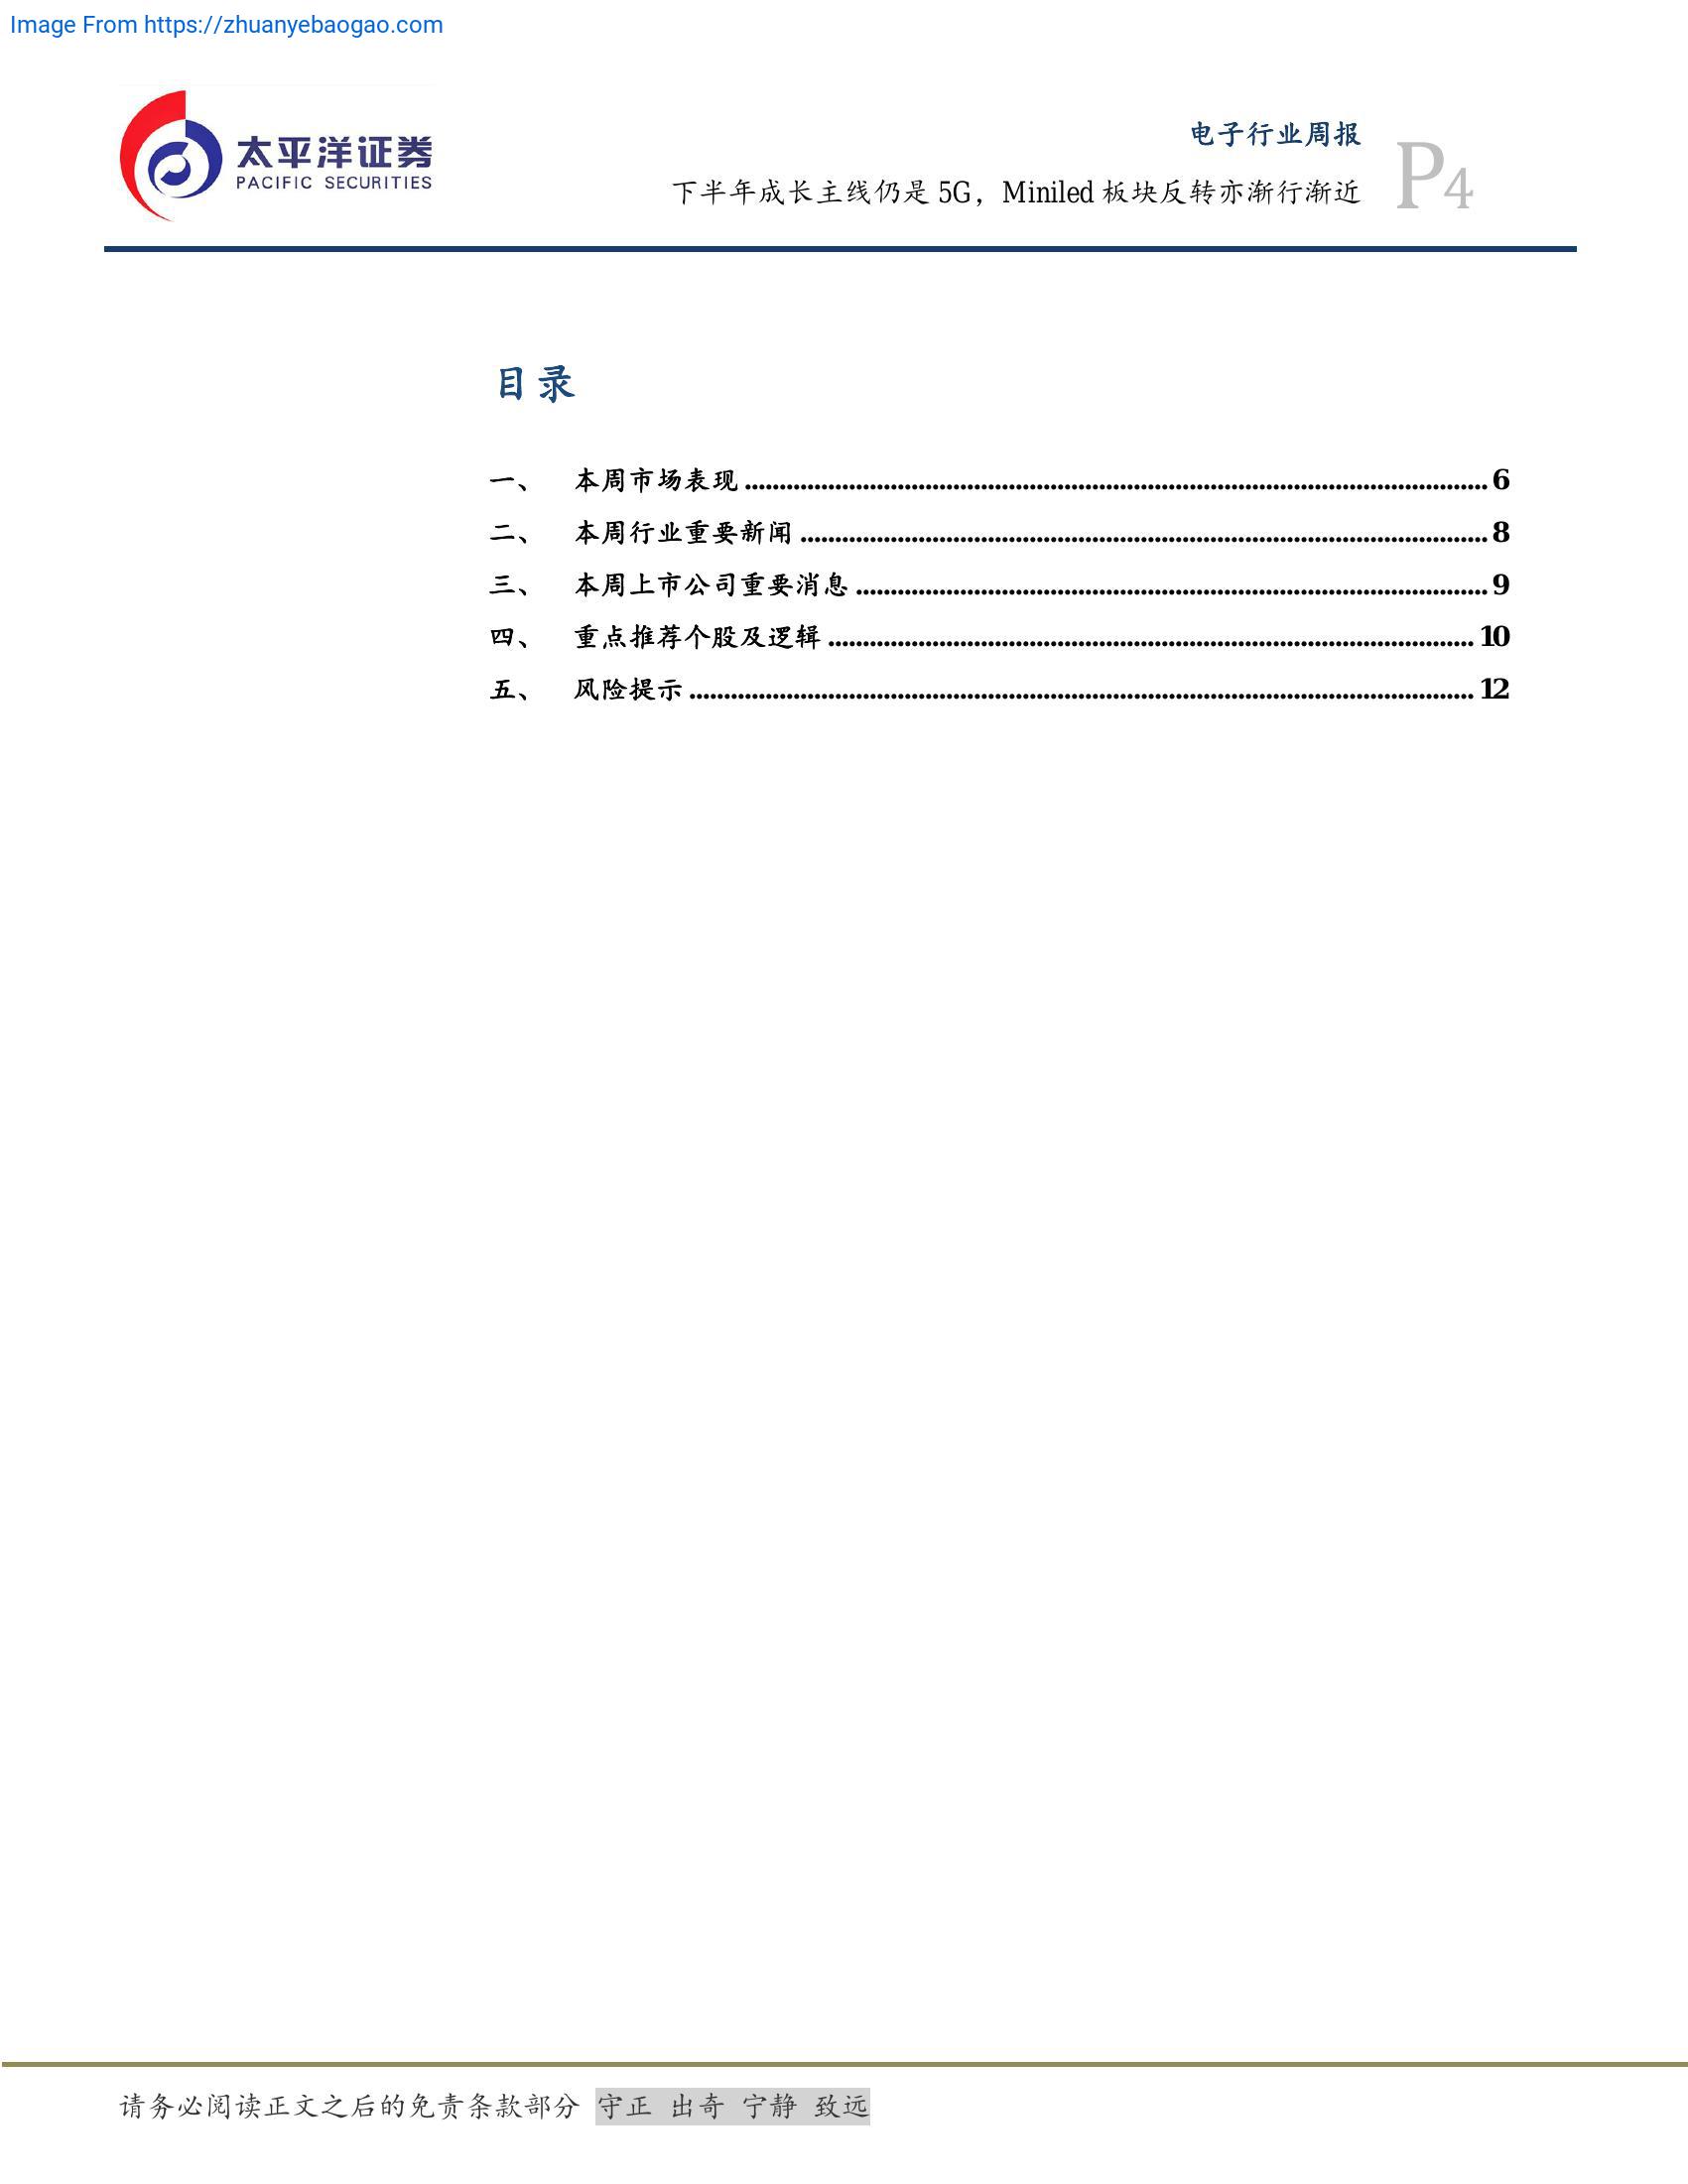 Image From https://zhuanyebaogao.com
太平洋证券
PACIFIC SECURITIES
电子行业周报
下半年成长主线仍是 5G，Miniled 板块反转亦渐行渐近
P4
目录
一、 本周市场表现 6
二、 本周行业重要新闻 8
三、 本周上市公司重要消息 9
四、 重点推荐个股及逻辑 10
五、 风险提示 12
请务必阅读正文之后的免责条款部分 守正 出奇 宁静 致远